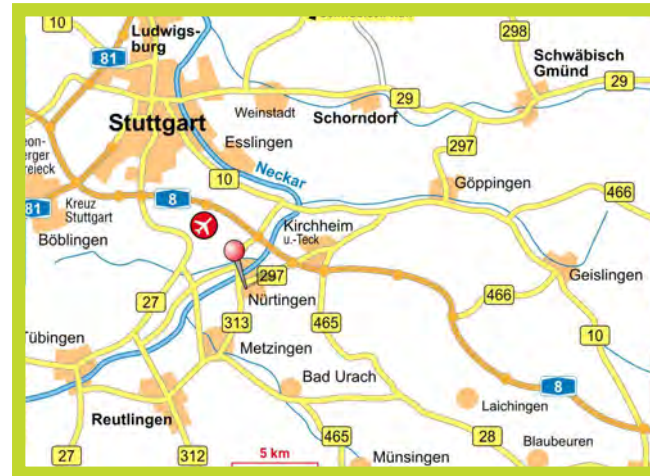 10
Ludwigs-
burg
81
29
Weinstadt
Schorndorf
298
Schwäbisch
Gmünd
29
Stuttgart
Esslingen
297
Neckar
10
Göppingen
466
81
Kreuz
Stuttgart
8
Böblingen
Kirchheim
u.-Teck
297
Nürtingen
Geislingen
27
466
313
465
10
Tübingen
Metzingen
Bad Urach
8
Laichingen
Reutlingen
465
28
Blaubeuren
27
312
5 km
Münsingen